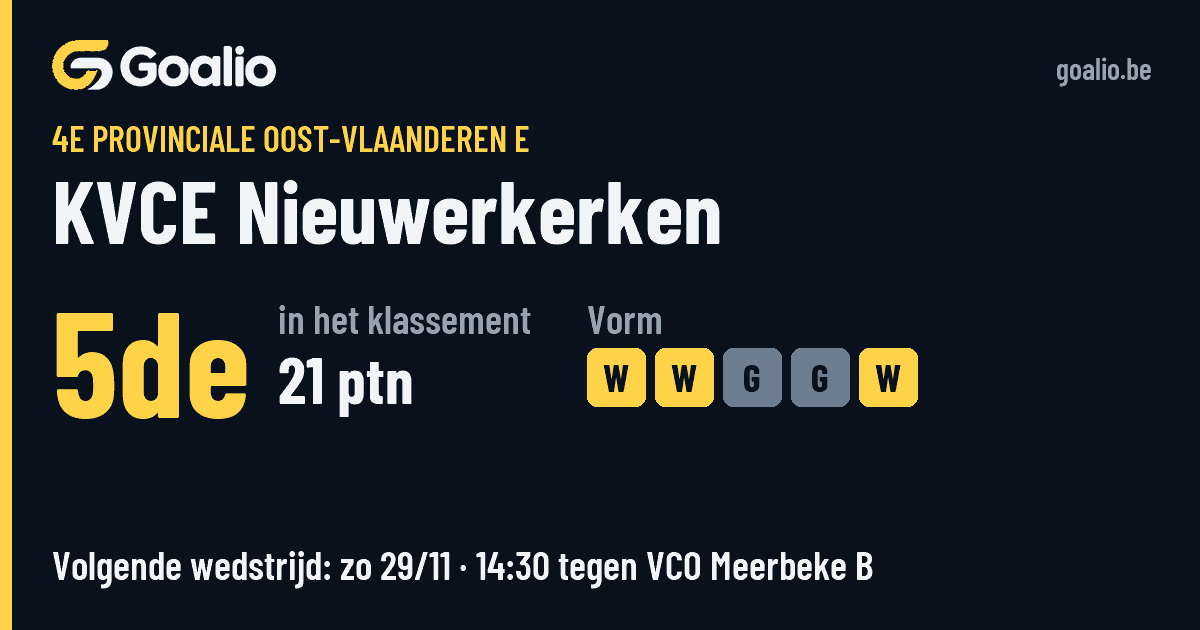 Goalio
goalio.be
4E PROVINCIALE OOST-VLAANDEREN E
KVCE Nieuwerkerken
5de
in het klassement
21 ptn
Vorm
W W G G W
Volgende wedstrijd: zo 29/11 · 14:30 tegen VCO Meerbeke B